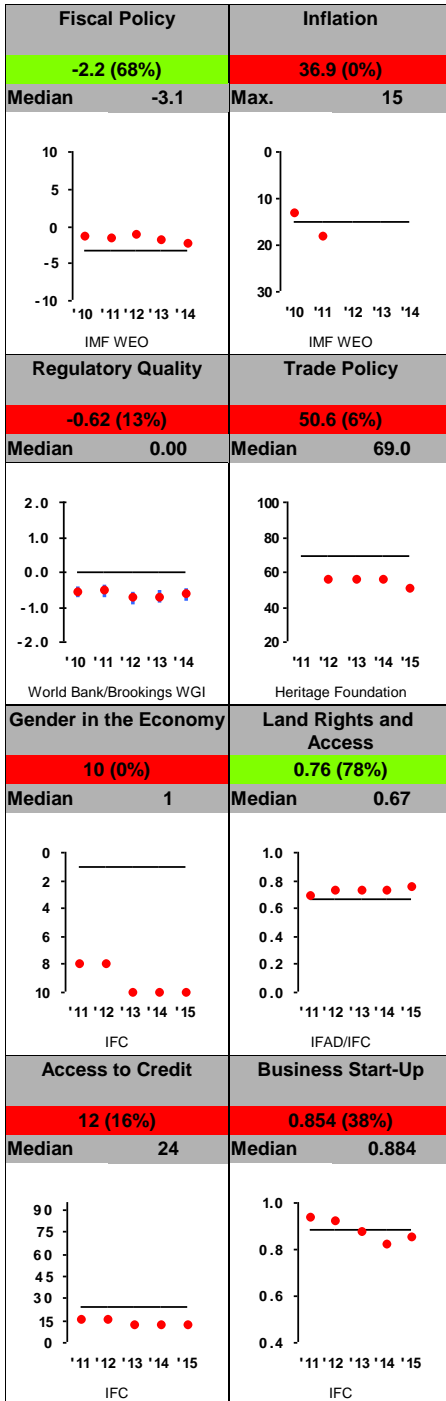 Fiscal Policy
-2.2 (68%)
Median -3.1
10
5
0
-5
-10
'10 '11 '12 '13 '14
IMF WEO
Inflation
36.9 (0%)
Max. 15
0
10
20
30
'10 '11 '12 '13 '14
IMF WEO
Regulatory Quality
-0.62 (13%)
Median 0.00
2.0
1.0
0.0
-1.0
-2.0
'10 '11 '12 '13 '14
World Bank/Brookings WGI
Trade Policy
50.6 (6%)
Median 69.0
100
80
60
40
20
'11 '12 '13 '14 '15
Heritage Foundation
Gender in the Economy
10 (0%)
Median 1
0
2
4
6
8
10
'11 '12 '13 '14 '15
IFC
Land Rights and
Access
0.76 (78%)
Median 0.67
1.0
0.8
0.6
0.4
0.2
0.0
'11 '12 '13 '14 '15
IFAD/IFC
Access to Credit
12 (16%)
Median 24
90
75
60
45
30
15
0
'11 '12 '13 '14 '15
IFC
Business Start-Up
0.854 (38%)
Median 0.884
1.0
0.8
0.6
0.4
'11 '12 '13 '14 '15
IFC